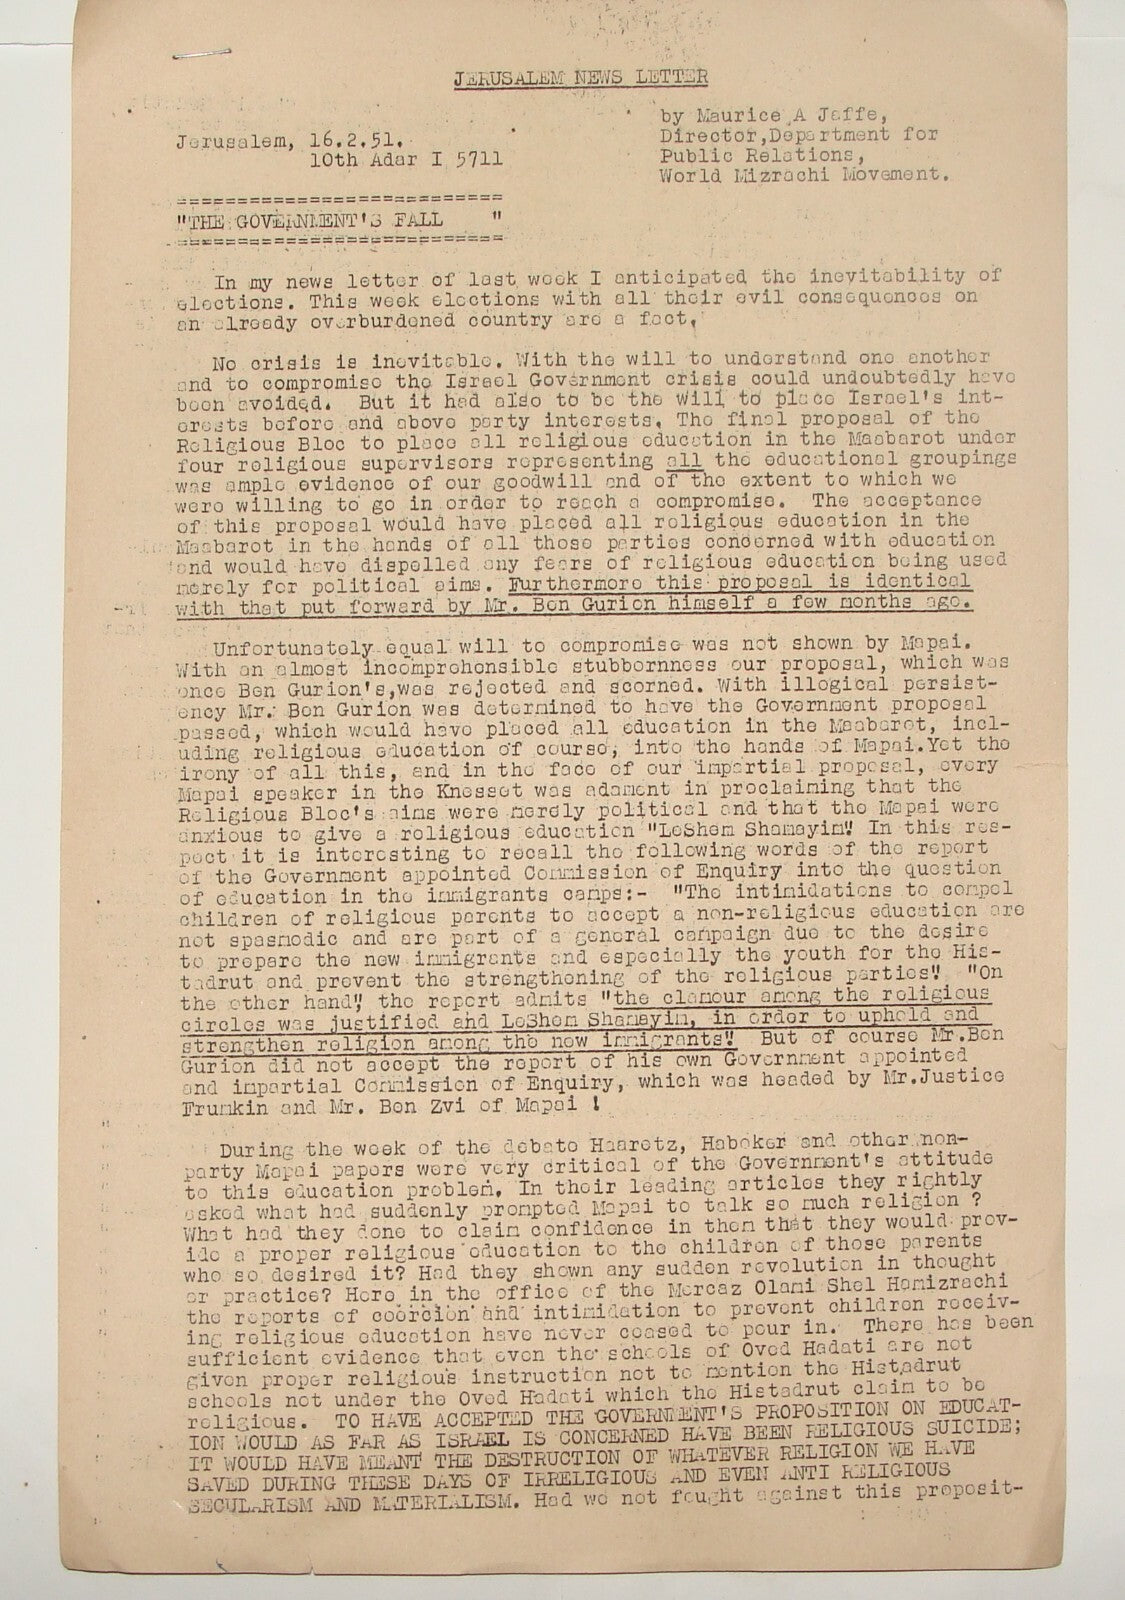 JERUSALEM NEWS LETTER
by Maurice A Jaffe,
Director,Department for
Public Relations,
World Mizrachi Movement.
Jerusalem, 16.2.51.
10th Adar I 5711
===========================
"THE GOVERNMENT'S FALL "
===========================
In my news letter of last week I anticipated the inevitability of
elections. This week elections with all their evil consequences on
an already overburdened country are a fact.
No crisis is inevitable. With the will to understand one another
and to compromise the Israel Government crisis could undoubtedly have
been avoided. But it had also to be the will to place Israel's int-
erests before and above party interests. The final proposal of the
Religious Bloc to place all religious education in the Maabarot under
four religious supervisors representing all the educational groupings
was ample evidence of our goodwill and of the extent to which we
were willing to go in order to reach a compromise. The acceptance
of this proposal would have placed all religious education in the
Maabarot in the hands of all those parties concerned with education
and would have dispelled any fears of religious education being used
merely for political aims. Furthermore this proposal is identical
with that put forward by Mr. Ben Gurion himself a few months ago.
Unfortunately equal will to compromise was not shown by Mapai.
With an almost incomprehensible stubbornness our proposal, which was
once Ben Gurion's,was rejected and scorned. With illogical persist-
ency Mr. Ben Gurion was determined to have the Government proposal
passed, which would have placed all education in the Maabarot, incl-
uding religious education of course, into the hands of Mapai.Yet the
irony of all this, and in the face of our impartial proposal, every
Mapai speaker in the Knesset was adament in proclaiming that the
Religious Bloc's aims were merely political and that the Mapai were
anxious to give a religious education "LeShem Shamayim" In this res-
pect it is interesting to recall the following words of the report
of the Government appointed Commission of Enquiry into the question
of education in the immigrants camps:- "The intimidations to compel
children of religious parents to accept a non-religious education are
not spasmodic and are part of a general campaign due to the desire
to prepare the new immigrants and especially the youth for the His-
tadrut and prevent the strengthening of the religious parties". "On
the other hand", the report admits "the clamour among the religious
circles was justified and LeShem Shamayim, in order to uphold and
strengthen religion among the new immigrants". But of course Mr.Ben
Gurion did not accept the report of his own Government appointed
and impartial Commission of Enquiry, which was headed by Mr.Justice
Frumkin and Mr. Ben Zvi of Mapai !
During the week of the debate Haaretz, Haboker and other non-
party Mapai papers were very critical of the Government's attitude
to this education problem. In their leading articles they rightly
asked what had suddenly prompted Mapai to talk so much religion ?
What had they done to claim confidence in them that they would prov-
ide a proper religious education to the children of those parents
who so desired it? Had they shown any sudden revolution in thought
or practice? Here in the office of the Mercaz Olami Shel Hamizrachi
the reports of coercion and intimidation to prevent children receiv-
ing religious education have never ceased to pour in. There has been
sufficient evidence that even the schools of Oved Hadati are not
given proper religious instruction not to mention the Histadrut
schools not under the Oved Hadati which the Histadrut claim to be
religious. TO HAVE ACCEPTED THE GOVERNMENT'S PROPOSITION ON EDUCAT-
ION WOULD AS FAR AS ISRAEL IS CONCERNED HAVE BEEN RELIGIOUS SUICIDE;
IT WOULD HAVE MEANT THE DESTRUCTION OF WHATEVER RELIGION WE HAVE
SAVED DURING THESE DAYS OF IRRELIGIOUS AND EVEN ANTI RELIGIOUS
SECULARISM AND MATERIALISM. Had we not fought against this proposit-